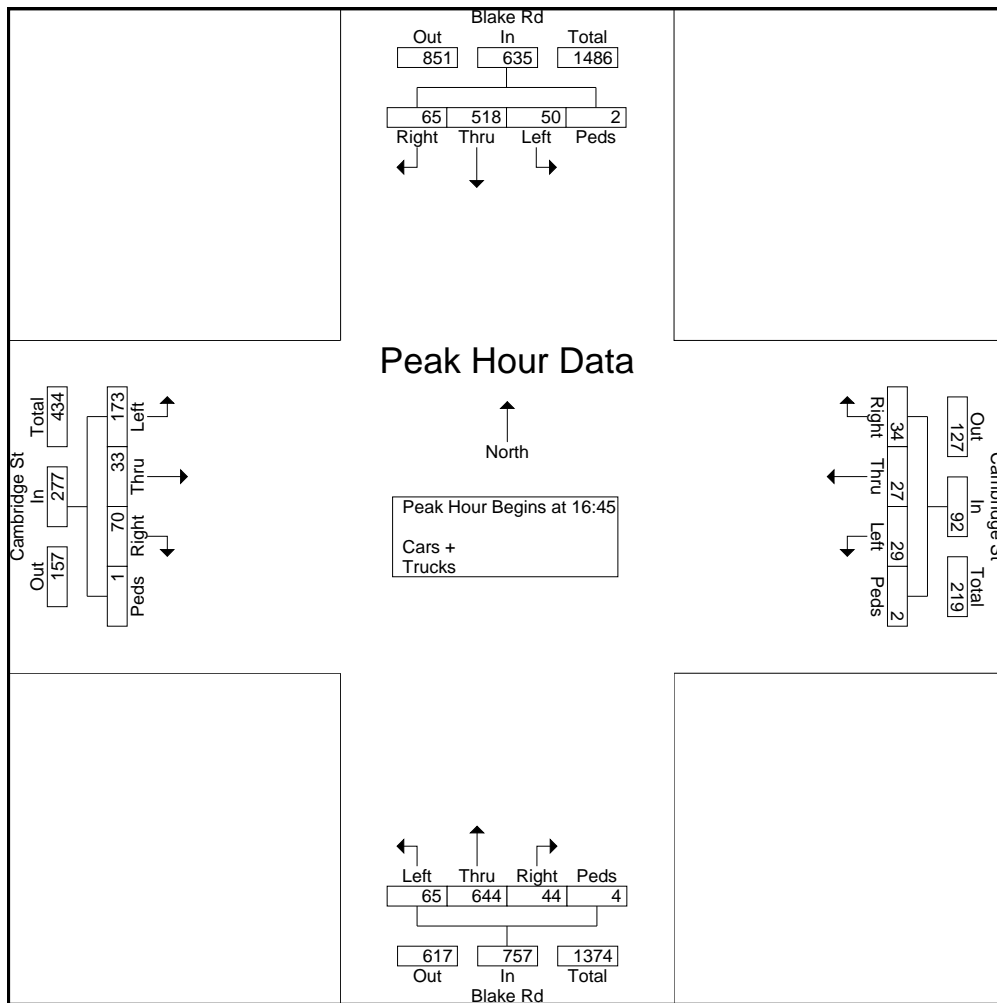 Blake Rd
Out In Total
851 635 1486
65 518 50 2
Right Thru Left Peds
Peak Hour Data
North
Peak Hour Begins at 16:45
Cars +
Trucks
Cambridge St
Out In Total
157 277 434
1 70 33 173
Peds Right Thru Left
Cambridge St
Out In Total
127 92 219
34 27 29 2
Right Thru Left Peds
Left Thru Right Peds
65 644 44 4
617 757 1374
Out In Total
Blake Rd